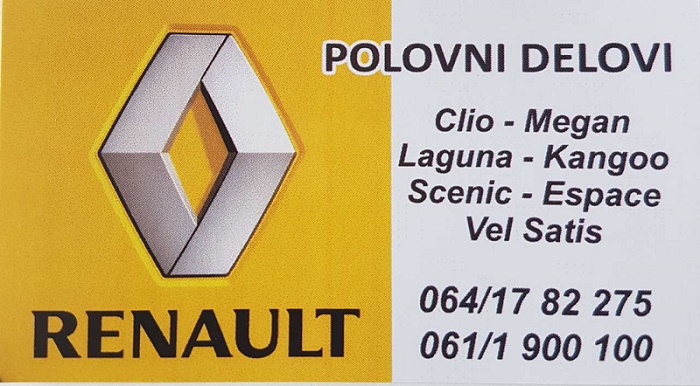 POLOVNI DELOVI
Clio - Megan
Laguna - Kangoo
Scenic - Espace
Vel Satis
064/17 82 275
061/1 900 100
RENAULT